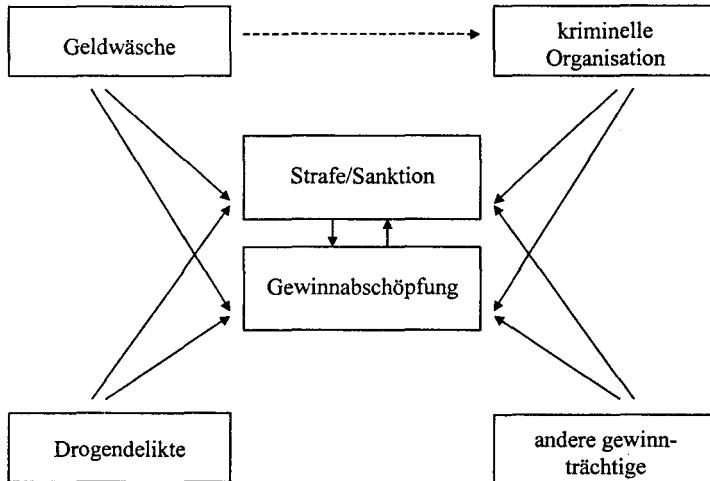 Geldwäsche
kriminelle
Organisation
Strafe/Sanktion
Gewinnabschöpfung
Drogendelikte
andere gewinn-
trächtige